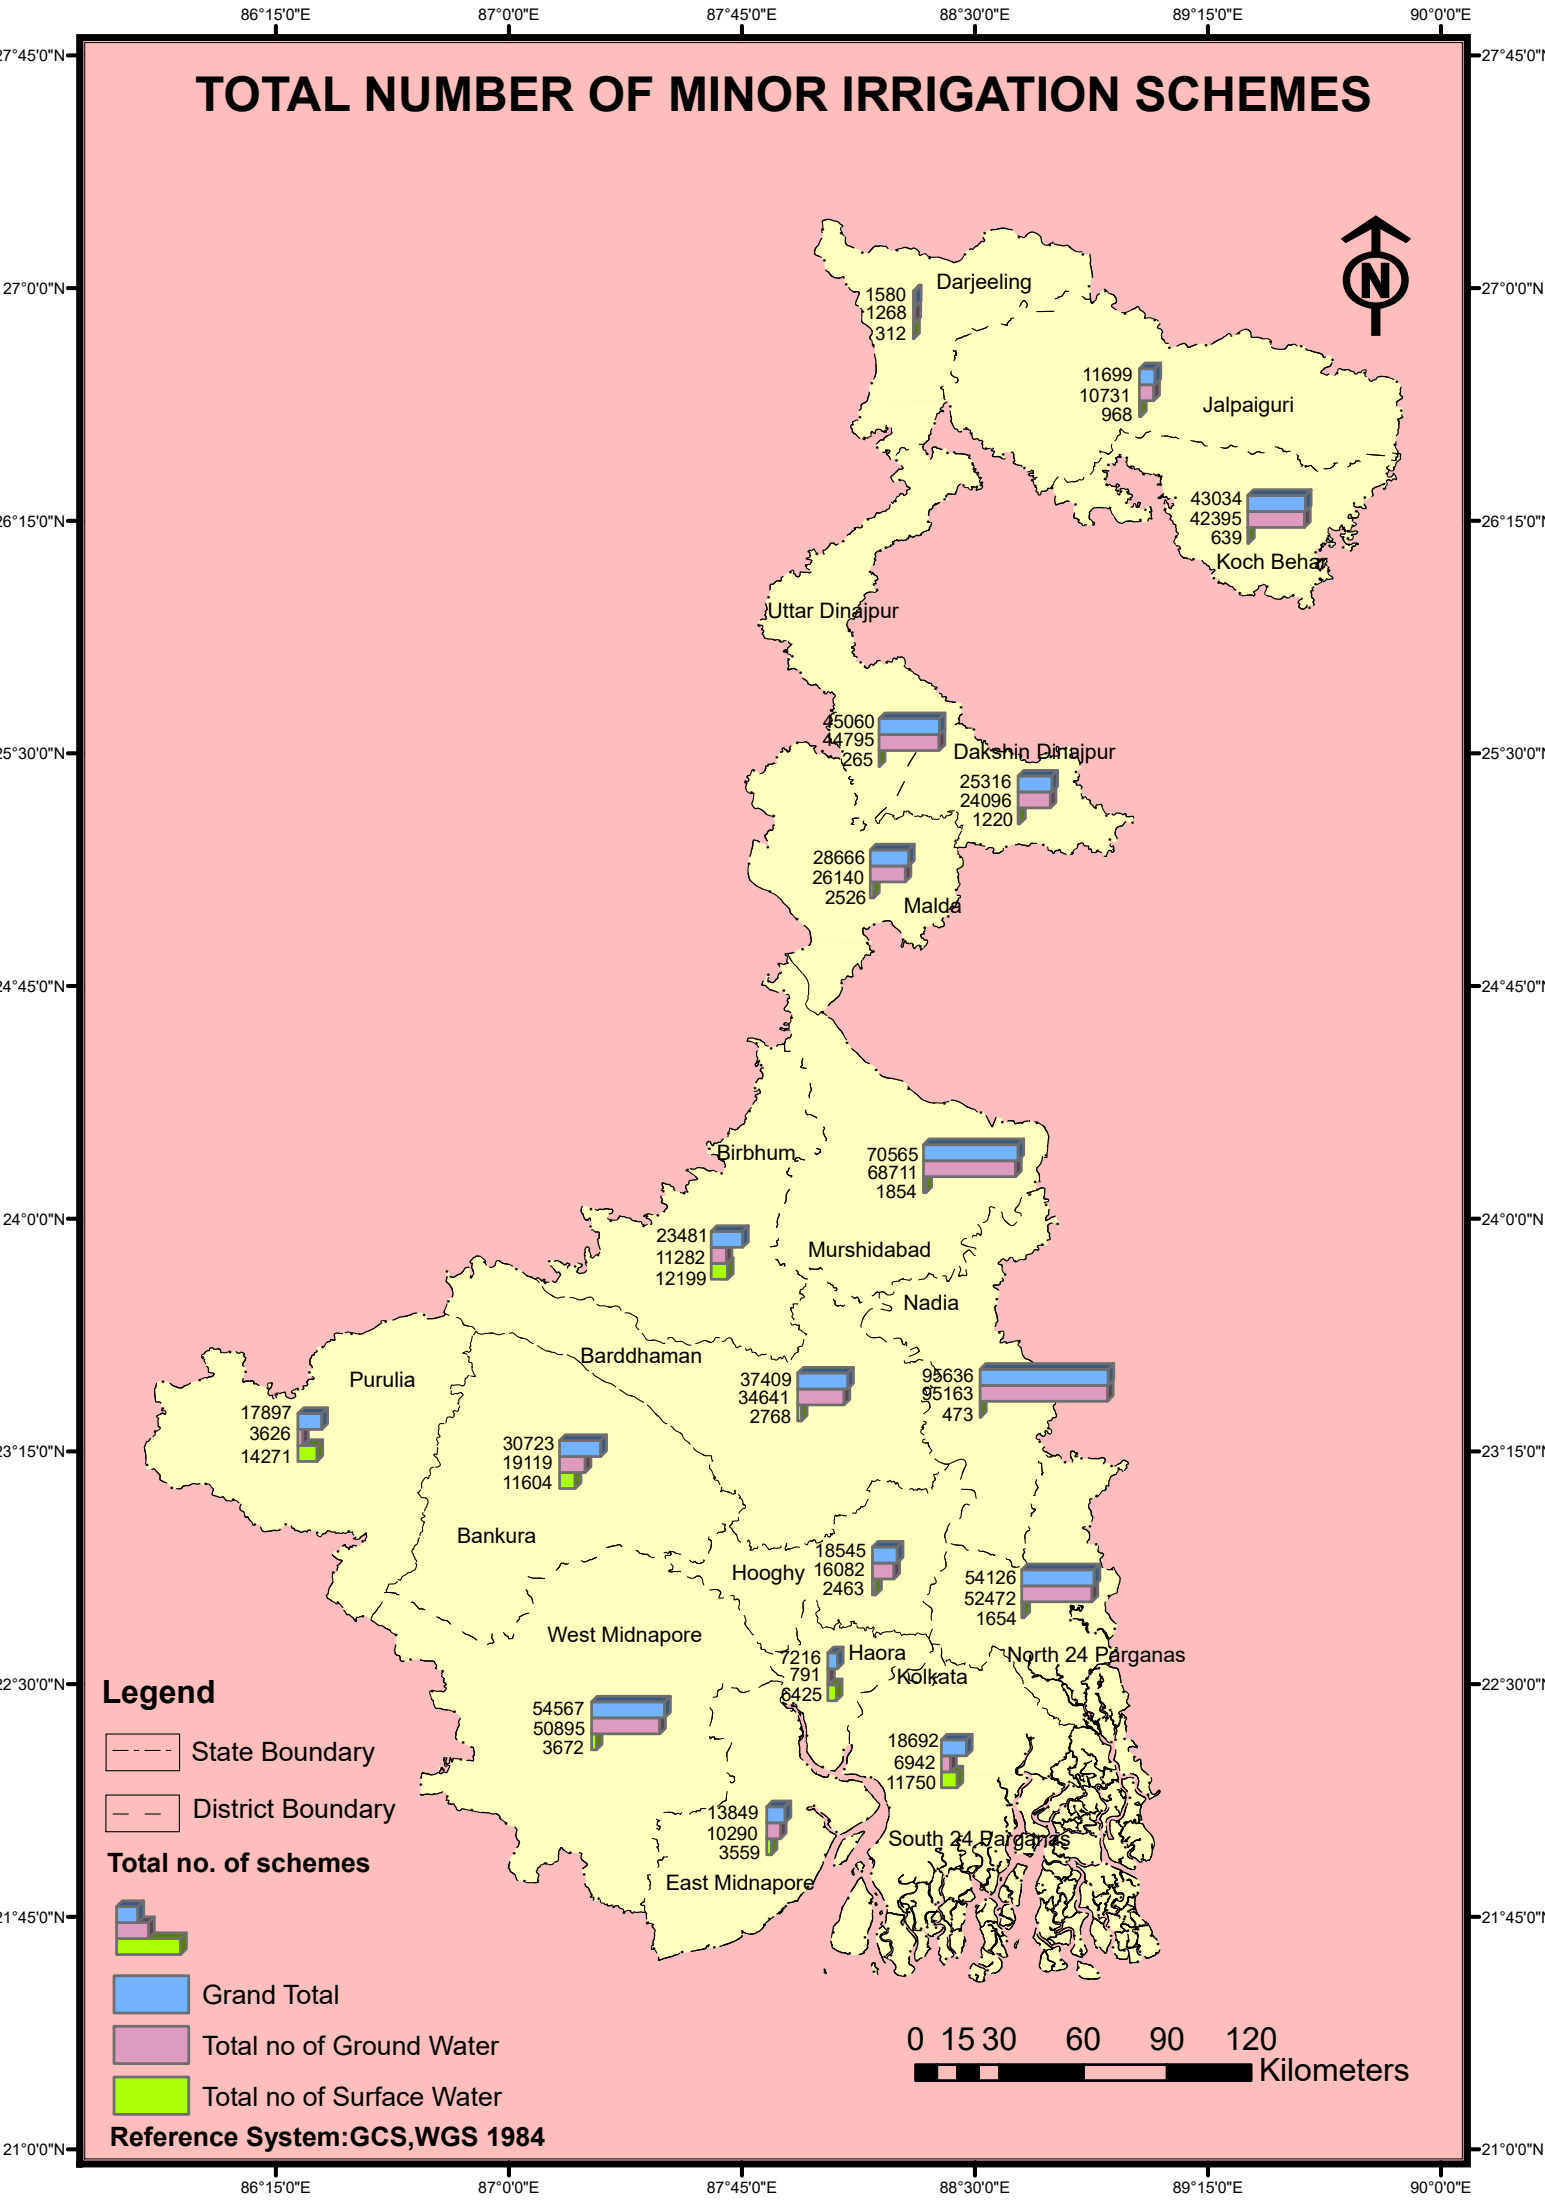 86°15'0"E 87°0'0"E 87°45'0"E 88°30'0"E 89°15'0"E 90°0'0"E
27°45'0"N 27°45'0"N
TOTAL NUMBER OF MINOR IRRIGATION SCHEMES
N
27°0'0"N 27°0'0"N
Darjeeling
1580
1268
312
11699
10731
968
Jalpaiguri
26°15'0"N 26°15'0"N
43034
42395
639
Koch Behar
Uttar Dinajpur
45060
44795
265
25°30'0"N 25°30'0"N
Dakshin Dinajpur
25316
24096
1220
28666
26140
2526
Malda
24°45'0"N 24°45'0"N
Birbhum
70565
68711
1854
24°0'0"N 24°0'0"N
23481
11282
12199
Murshidabad
Nadia
Barddhaman
Purulia
37409
34641
2768
95636
95163
473
17897
3626
14271
23°15'0"N 23°15'0"N
30723
19119
11604
Bankura
Hooghy
18545
16082
2463
54126
52472
1654
West Midnapore
Haora
North 24 Parganas
7216
791
6425
Kolkata
22°30'0"N 22°30'0"N
54567
50895
3672
18692
6942
11750
13849
10290
3559
South 24 Parganas
East Midnapore
21°45'0"N 21°45'0"N
Legend
State Boundary
District Boundary
Total no. of schemes
Grand Total
Total no of Ground Water
Total no of Surface Water
Reference System:GCS,WGS 1984
0 15 30 60 90 120
Kilometers
21°0'0"N 21°0'0"N
86°15'0"E 87°0'0"E 87°45'0"E 88°30'0"E 89°15'0"E 90°0'0"E